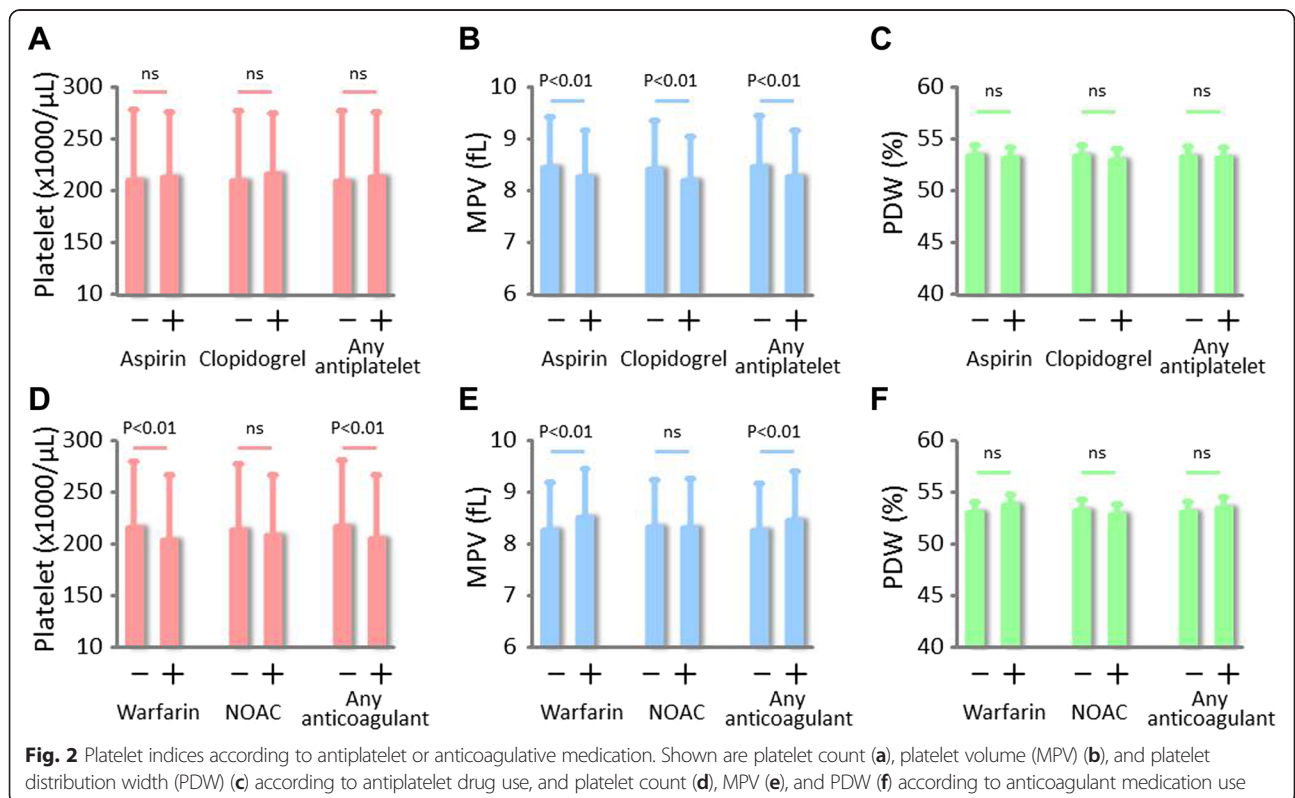 A
B
C
ns ns ns
P<0.01 P<0.01 P<0.01
ns ns ns
Platelet (x1000/µL)
300
250
200
150
10
MPV (fL)
10
9
8
7
6
PDW (%)
60
55
50
45
40
− + − + − +
Aspirin Clopidogrel Any antiplatelet
− + − + − +
Aspirin Clopidogrel Any antiplatelet
− + − + − +
Aspirin Clopidogrel Any antiplatelet
D
E
F
P<0.01 ns P<0.01
P<0.01 ns P<0.01
ns ns ns
Platelet (x1000/µL)
300
250
200
150
10
MPV (fL)
10
9
8
7
6
PDW (%)
60
55
50
45
40
− + − + − +
Warfarin NOAC Any anticoagulant
− + − + − +
Warfarin NOAC Any anticoagulant
− + − + − +
Warfarin NOAC Any anticoagulant
Fig. 2 Platelet indices according to antiplatelet or anticoagulative medication. Shown are platelet count (a), platelet volume (MPV) (b), and platelet
distribution width (PDW) (c) according to antiplatelet drug use, and platelet count (d), MPV (e), and PDW (f) according to anticoagulant medication use